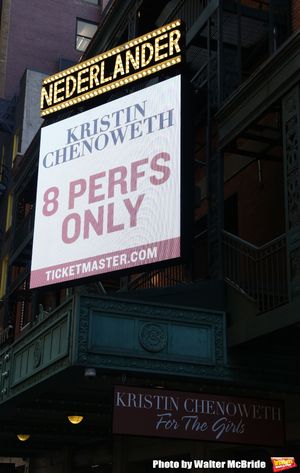 NEDERLANDER
KRISTIN
CHENOWETH
8 PERFS
ONLY
TICKETMASTER.COM
KRISTIN CHENOWETH
For The Girls
Photo by Walter McBride